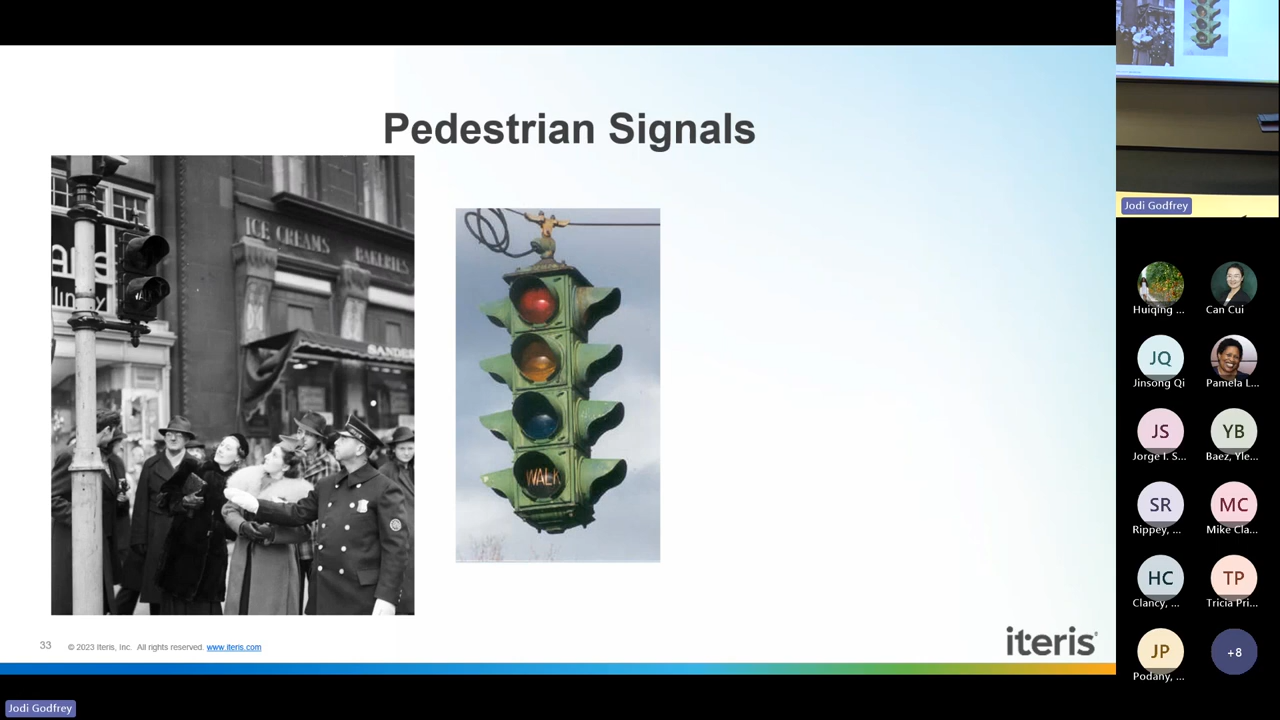 Pedestrian Signals
ICE CREAMS
BAKERIES
SANDE
WALK
33
© 2023 Iteris, Inc. All rights reserved. www.iteris.com
iteris
Jodi Godfrey
Huiqing ...
Can Cui
JQ
Jinsong Qi
Pamela L...
JS
Jorge I. S...
YB
Baez, Yle...
SR
Rippey, ...
MC
Mike Cla...
HC
Clancy, ...
TP
Tricia Pri...
JP
Podany, ...
+8
Jodi Godfrey